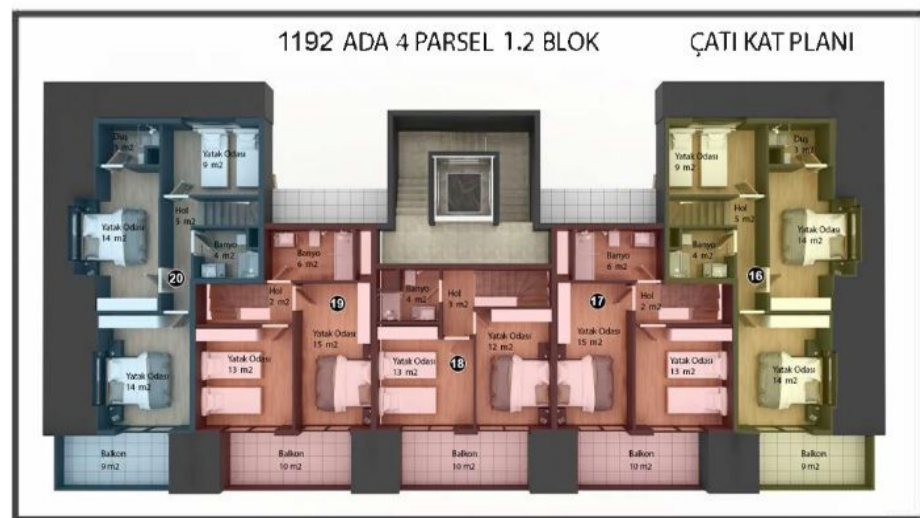 1192 ADA 4 PARSEL 1.2 BLOK
ÇATI KAT PLANI
Duş
3 m2
Yatak Odası
9 m2
Yatak Odası
14 m2
Hol
5 m2
Banyo
4 m2
20
Yatak Odası
14 m2
Balkon
9 m2
Banyo
6 m2
Hol
2 m2
19
Yatak Odası
15 m2
Yatak Odası
13 m2
Balkon
10 m2
Banyo
4 m2
Hol
3 m2
Yatak Odası
12 m2
Yatak Odası
13 m2
18
Balkon
10 m2
Banyo
6 m2
17
Hol
2 m2
Yatak Odası
15 m2
Yatak Odası
13 m2
Balkon
10 m2
Yatak Odası
9 m2
Duş
3 m2
Hol
5 m2
Yatak Odası
14 m2
Banyo
4 m2
16
Yatak Odası
14 m2
Balkon
9 m2